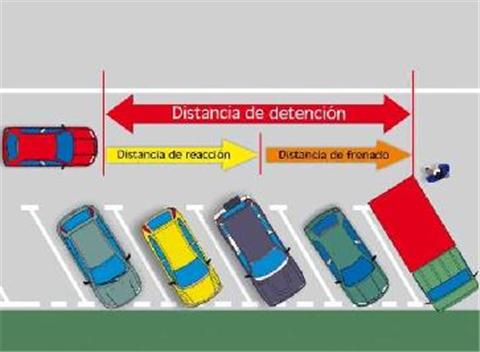 Distancia de detención
Distancia de reacción
Distancia de frenado